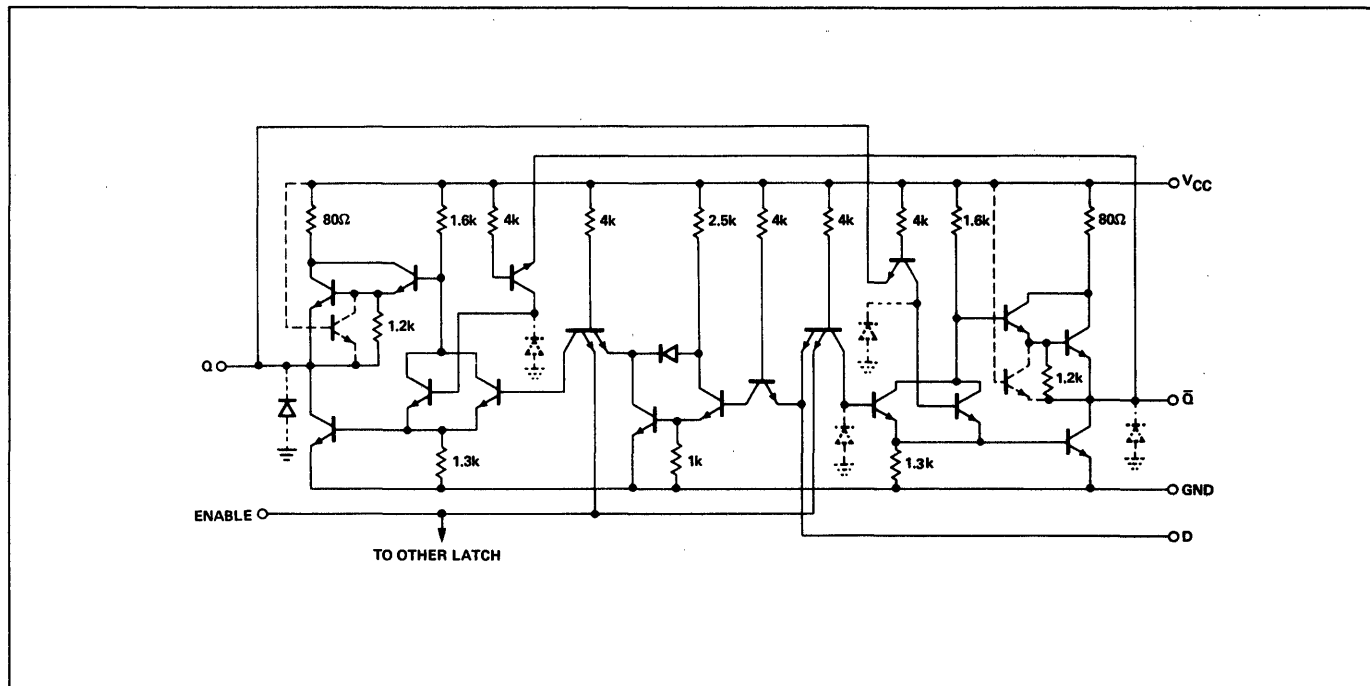 VCC
80Ω
1.6k
4k
4k
2.5k
4k
4k
4k
1.6k
80Ω
1.2k
1.2k
Q
Q̅
1.3k
1k
1.3k
GND
ENABLE
D
TO OTHER LATCH